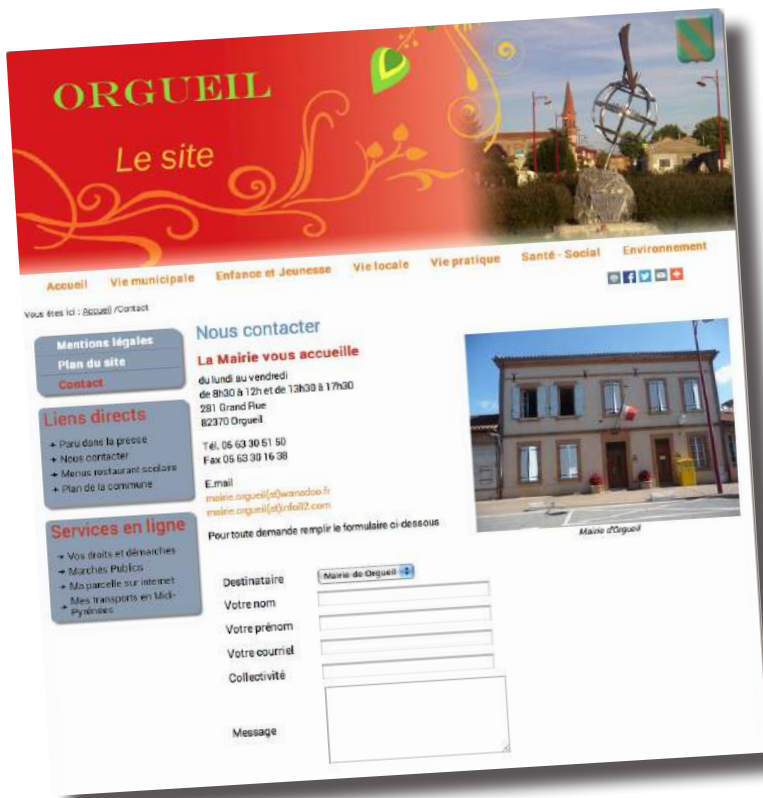 ORGUEIL
Le site
Accueil Vie municipale Enfance et Jeunesse Vie locale Vie pratique Santé - Social Environnement
Vous êtes ici : Accueil /Contact
Mentions légales
Plan du site
Contact
Liens directs
Paru dans la presse
Nous contacter
Menus restaurant scolaire
Plan de la commune
Services en ligne
Vos droits et démarches
Marchés Publics
Ma parcelle sur internet
Mes transports en Midi-
Pyrénées
Nous contacter
La Mairie vous accueille
du lundi au vendredi
de 8h30 à 12h et de 13h30 à 17h30
281 Grand Rue
82370 Orgueil
Tél. 05 63 30 51 50
Fax 05 63 30 16 38
E.mail
mairie.orgueil(at)wanadoo.fr
mairie.orgueil(at)info82.com
Pour toute demande remplir le formulaire ci-dessous
Mairie d'Orgueil
Destinataire Mairie de Orgueil
Votre nom
Votre prénom
Votre courriel
Collectivité
Message